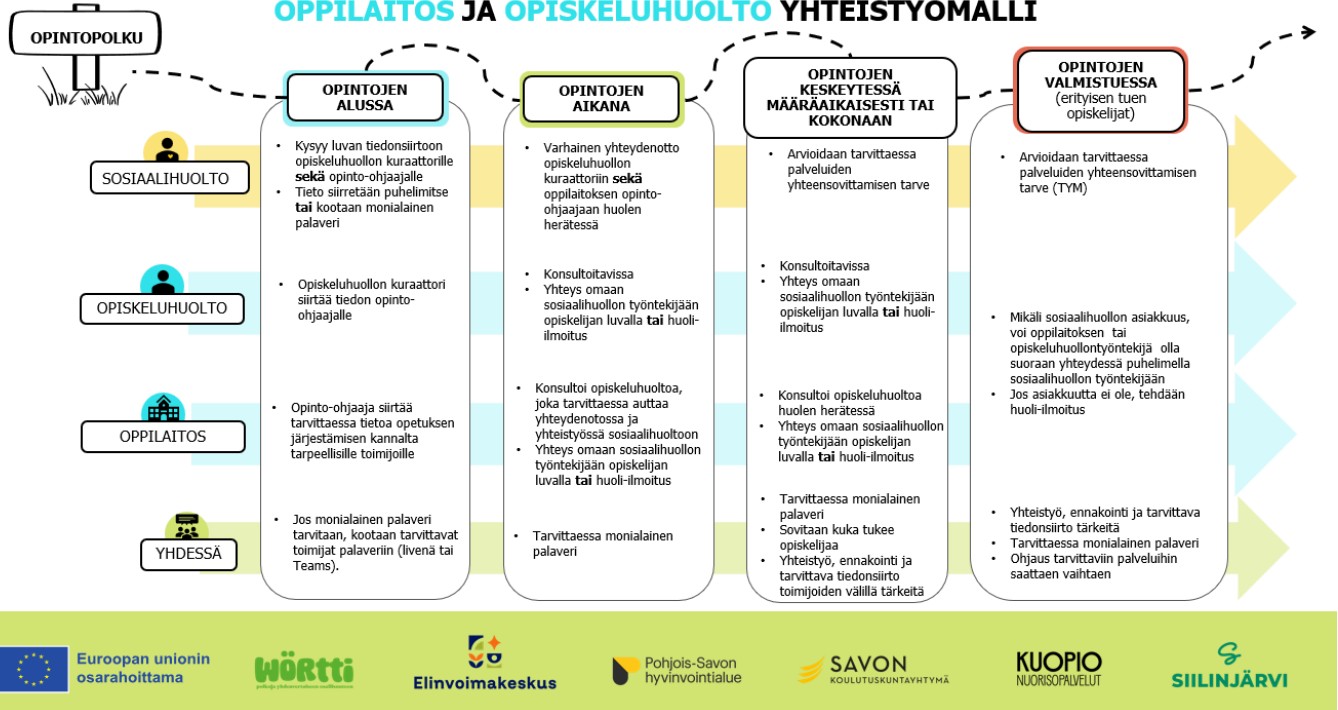 OPPILAITOS JA OPISKELUHUOLTO YHTEISTYÖMALLI
OPINTOPOLKU
OPINTOJEN
ALUSSA
OPINTOJEN
AIKANA
OPINTOJEN
KESKEYTESSÄ
MÄÄRÄAIKAISESTI TAI
KOKONAAN
OPINTOJEN
VALMISTUESSA
(erityisen tuen
opiskelijat)
SOSIAALIHUOLTO
• Kysyy luvan tiedonsiirtoon
opiskeluhuollon kuraattorille
sekä opinto-ohjaajalle
• Tieto siirretään puhelimitse
tai kootaan monialainen
palaveri
• Varhainen yhteydenotto
opiskeluhuollon
kuraattoriin sekä
oppilaitoksen opinto-
ohjaajaan huolen
herätessä
• Arvioidaan tarvittaessa
palveluiden
yhteensovittamisen tarve
• Arvioidaan tarvittaessa
palveluiden yhteensovittamisen
tarve (TYM)
OPISKELUHUOLTO
• Opiskeluhuollon kuraattori
siirtää tiedon opinto-
ohjaajalle
• Konsultoitavissa
• Yhteys omaan
sosiaalihuollon työntekijään
opiskelijan luvalla tai huoli-
ilmoitus
• Konsultoitavissa
• Yhteys omaan
sosiaalihuollon työntekijään
opiskelijan luvalla tai huoli-
ilmoitus
• Mikäli sosiaalihuollon asiakkuus,
voi oppilaitoksen tai
opiskeluhuollontyöntekijä olla
suoraan yhteydessä puhelimella
sosiaalihuollon työntekijään
• Jos asiakkuutta ei ole, tehdään
huoli-ilmoitus
OPPILAITOS
• Opinto-ohjaaja siirtää
tarvittaessa tietoa opetuksen
järjestämisen kannalta
tarpeellisille toimijoille
• Konsultoi opiskeluhuoltoa,
joka tarvittaessa auttaa
yhteydenotossa ja
yhteistyössä sosiaalihuoltoon
• Yhteys omaan sosiaalihuollon
työntekijään opiskelijan
luvalla tai huoli-ilmoitus
• Konsultoi opiskeluhuoltoa
huolen herätessä
• Yhteys omaan sosiaalihuollon
työntekijään opiskelijan
luvalla tai huoli-ilmoitus
YHDESSÄ
• Jos monialainen palaveri
tarvitaan, kootaan tarvittavat
toimijat palaveriin (livenä tai
Teams).
• Tarvittaessa monialainen
palaveri
• Tarvittaessa monialainen
palaveri
• Sovitaan kuka tukee
opiskelijaa
• Yhteistyö, ennakointi ja
tarvittava tiedonsiirto
toimijoiden välillä tärkeitä
• Yhteistyö, ennakointi ja tarvittava
tiedonsiirto tärkeitä
• Tarvittaessa monialainen palaveri
• Ohjaus tarvittaviin palveluihin
saattaen vaihtaen
Euroopan unionin
osarahoittama
WÖRtti
Elinvoimakeskus
Pohjois-Savon
hyvinvointialue
SAVON
KOULUTUSKUNTAYHTYMÄ
KUOPIO
NUORISOPALVELUT
SIILINJÄRVI